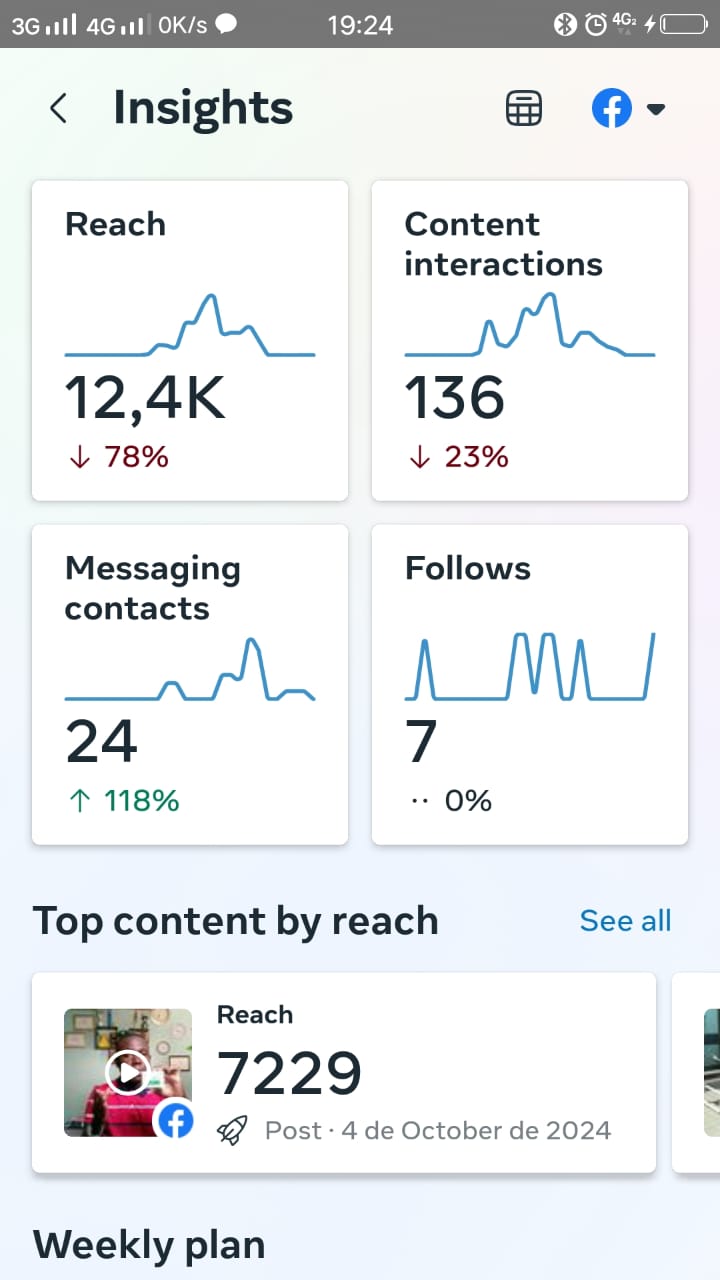 3G 4G 0K/s 19:24 4G2
Insights
Reach
12,4K
↓ 78%
Content
interactions
136
↓ 23%
Messaging
contacts
24
↑ 118%
Follows
7
·· 0%
Top content by reach See all
Reach
7229
Post · 4 de October de 2024
Weekly plan